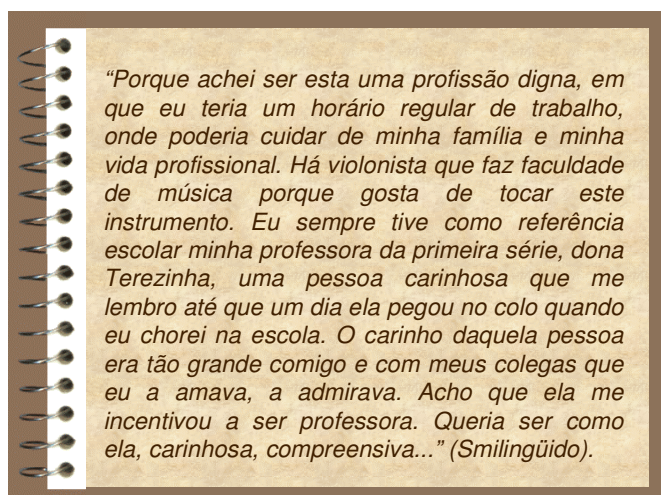 “Porque achei ser esta uma profissão digna, em
que eu teria um horário regular de trabalho,
onde poderia cuidar de minha família e minha
vida profissional. Há violonista que faz faculdade
de música porque gosta de tocar este
instrumento. Eu sempre tive como referência
escolar minha professora da primeira série, dona
Terezinha, uma pessoa carinhosa que me
lembro até que um dia ela pegou no colo quando
eu chorei na escola. O carinho daquela pessoa
era tão grande comigo e com meus colegas que
eu a amava, a admirava. Acho que ela me
incentivou a ser professora. Queria ser como
ela, carinhosa, compreensiva...” (Smilingüido).